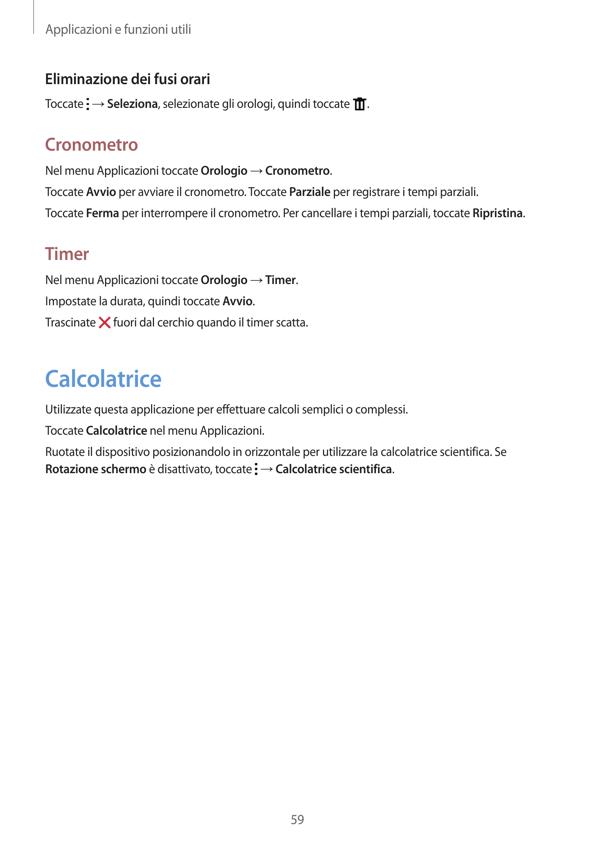 Applicazioni e funzioni utili
Eliminazione dei fusi orari
Toccate → Seleziona, selezionate gli orologi, quindi toccate .
Cronometro
Nel menu Applicazioni toccate Orologio → Cronometro.
Toccate Avvio per avviare il cronometro. Toccate Parziale per registrare i tempi parziali.
Toccate Ferma per interrompere il cronometro. Per cancellare i tempi parziali, toccate Ripristina.
Timer
Nel menu Applicazioni toccate Orologio → Timer.
Impostate la durata, quindi toccate Avvio.
Trascinate fuori dal cerchio quando il timer scatta.
Calcolatrice
Utilizzate questa applicazione per effettuare calcoli semplici o complessi.
Toccate Calcolatrice nel menu Applicazioni.
Ruotate il dispositivo posizionandolo in orizzontale per utilizzare la calcolatrice scientifica. Se
Rotazione schermo è disattivato, toccate → Calcolatrice scientifica.
59